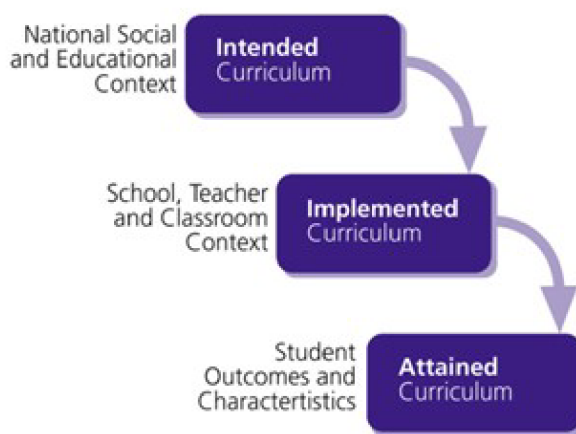 National Social
and Educational
Context
Intended
Curriculum
School, Teacher
and Classroom
Context
Implemented
Curriculum
Student
Outcomes and
Charactertistics
Attained
Curriculum